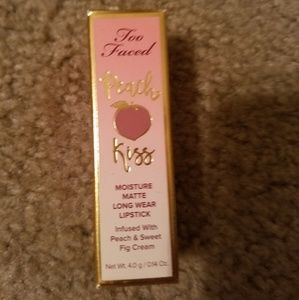 Too
Faced
Peach
Kiss
MOISTURE
MATTE
LONG WEAR
LIPSTICK
Infused With
Peach & Sweet
Fig Cream
Net Wt. 4.0 g / 0.14 Oz.